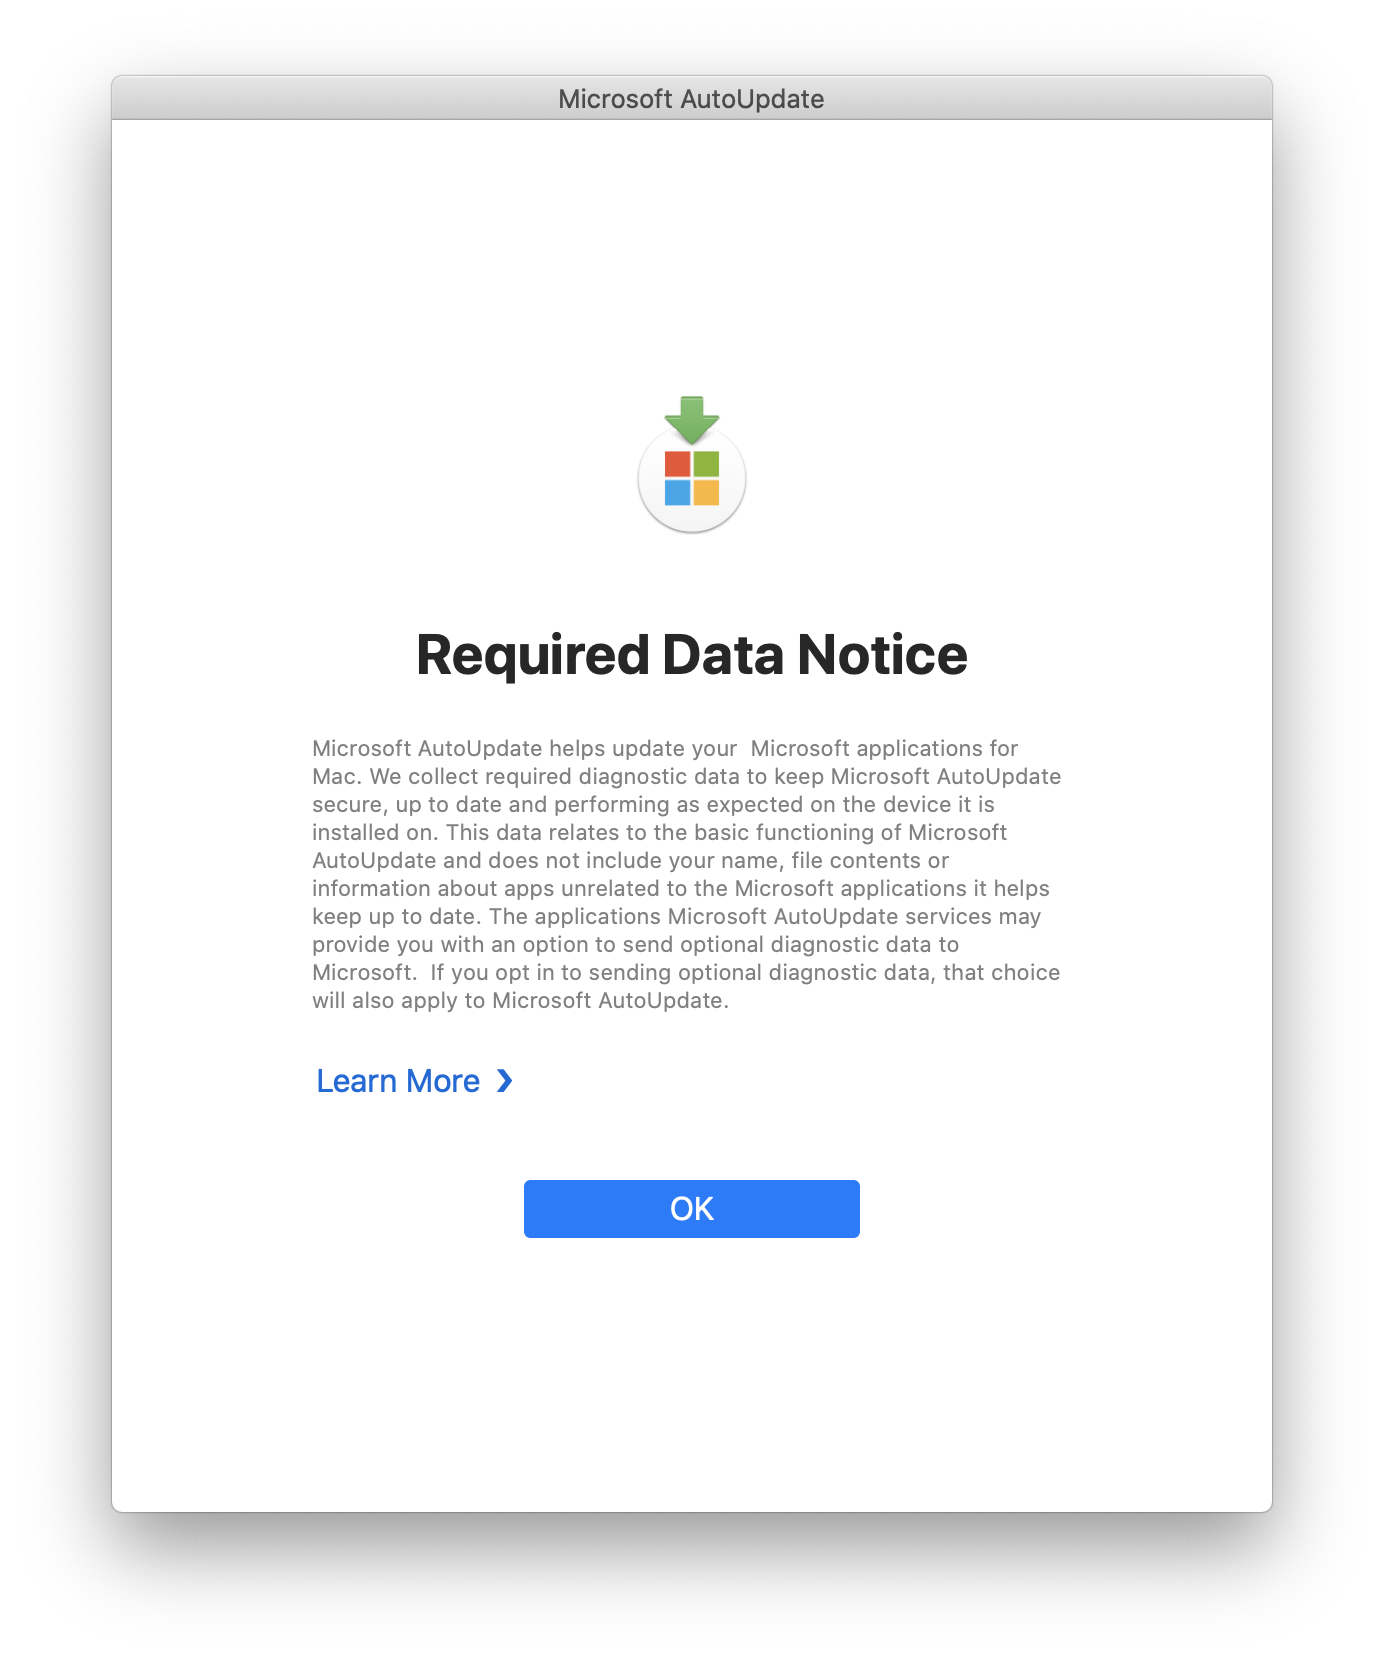 Microsoft AutoUpdate
Required Data Notice
Microsoft AutoUpdate helps update your  Microsoft applications for
Mac. We collect required diagnostic data to keep Microsoft AutoUpdate
secure, up to date and performing as expected on the device it is
installed on. This data relates to the basic functioning of Microsoft
AutoUpdate and does not include your name, file contents or
information about apps unrelated to the Microsoft applications it helps
keep up to date. The applications Microsoft AutoUpdate services may
provide you with an option to send optional diagnostic data to
Microsoft.  If you opt in to sending optional diagnostic data, that choice
will also apply to Microsoft AutoUpdate.
Learn More ❯
OK